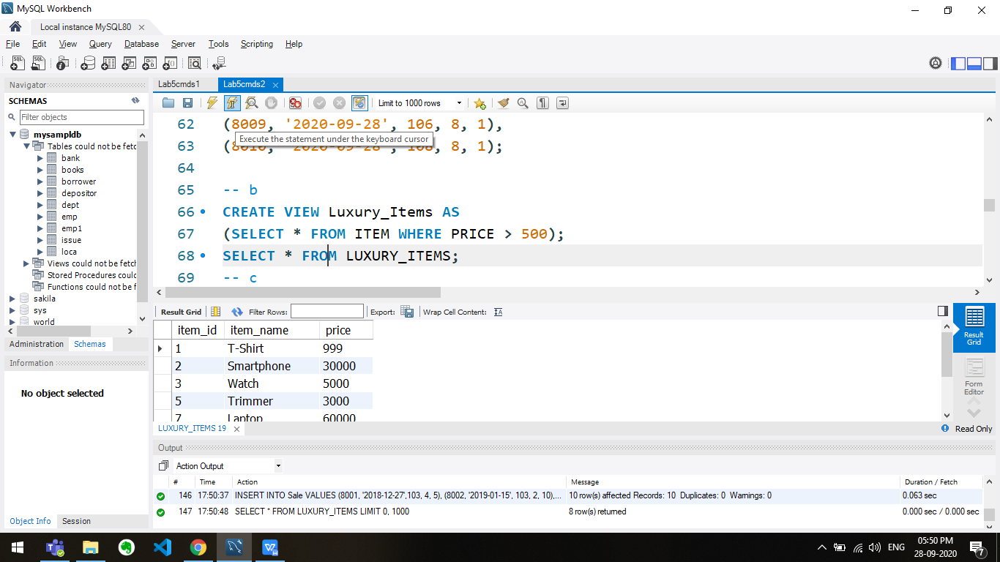 MySQL Workbench
Local instance MySQL80
File Edit View Query Database Server Tools Scripting Help
Navigator
SCHEMAS
Filter objects
mysampldb
Tables could not be fetc
bank
books
borrower
depositor
dept
emp
emp1
issue
loca
Views could not be fetch
Stored Procedures could
Functions could not be f
sakila
sys
world
Administration Schemas
Information
No object selected
Object Info Session
Lab5cmds1 Lab5cmds2
Limit to 1000 rows
62 (8009, '2020-09-28', 106, 8, 1),
Execute the statement under the keyboard cursor
63 (8010, '2020-09-28', 108, 8, 1);
64
65 -- b
66 CREATE VIEW Luxury_Items AS
67 (SELECT * FROM ITEM WHERE PRICE > 500);
68 SELECT * FROM LUXURY_ITEMS;
69 -- c
Result Grid Filter Rows: Export: Wrap Cell Content:
item_id item_name price
1 T-Shirt 999
2 Smartphone 30000
3 Watch 5000
5 Trimmer 3000
7 Laptop 60000
Result Grid
Form Editor
LUXURY_ITEMS 19
Read Only
Output
Action Output
# Time Action Message Duration / Fetch
146 17:50:37 INSERT INTO Sale VALUES (8001, '2018-12-27',103, 4, 5), (8002, '2019-01-15', 103, 2, 10),... 10 row(s) affected Records: 10 Duplicates: 0 Warnings: 0 0.063 sec
147 17:50:48 SELECT * FROM LUXURY_ITEMS LIMIT 0, 1000 8 row(s) returned 0.000 sec / 0.000 sec
ENG
05:50 PM
28-09-2020
7